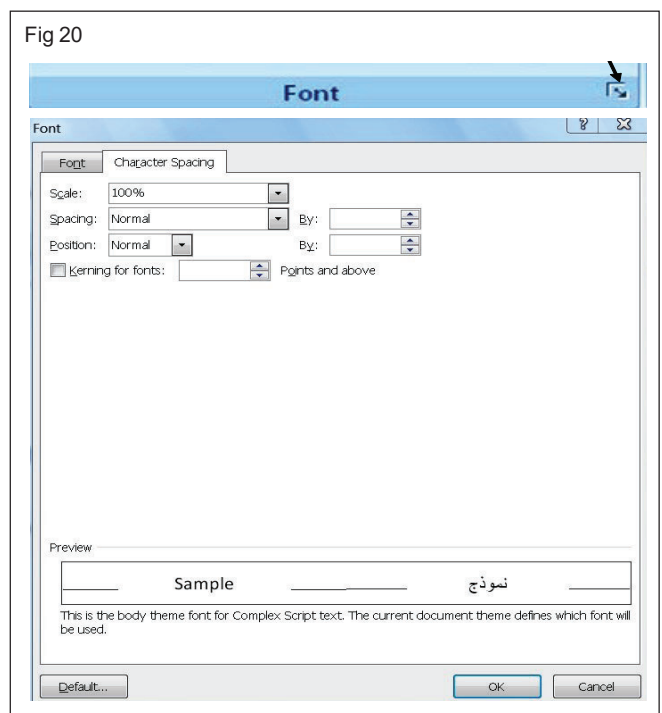 Fig 20
Font
Font
Font Character Spacing
Scale: 100%
Spacing: Normal By:
Position: Normal By:
Kerning for fonts: Points and above
Preview
Sample نموذج
This is the body theme font for Complex Script text. The current document theme defines which font will
be used.
Default... OK Cancel